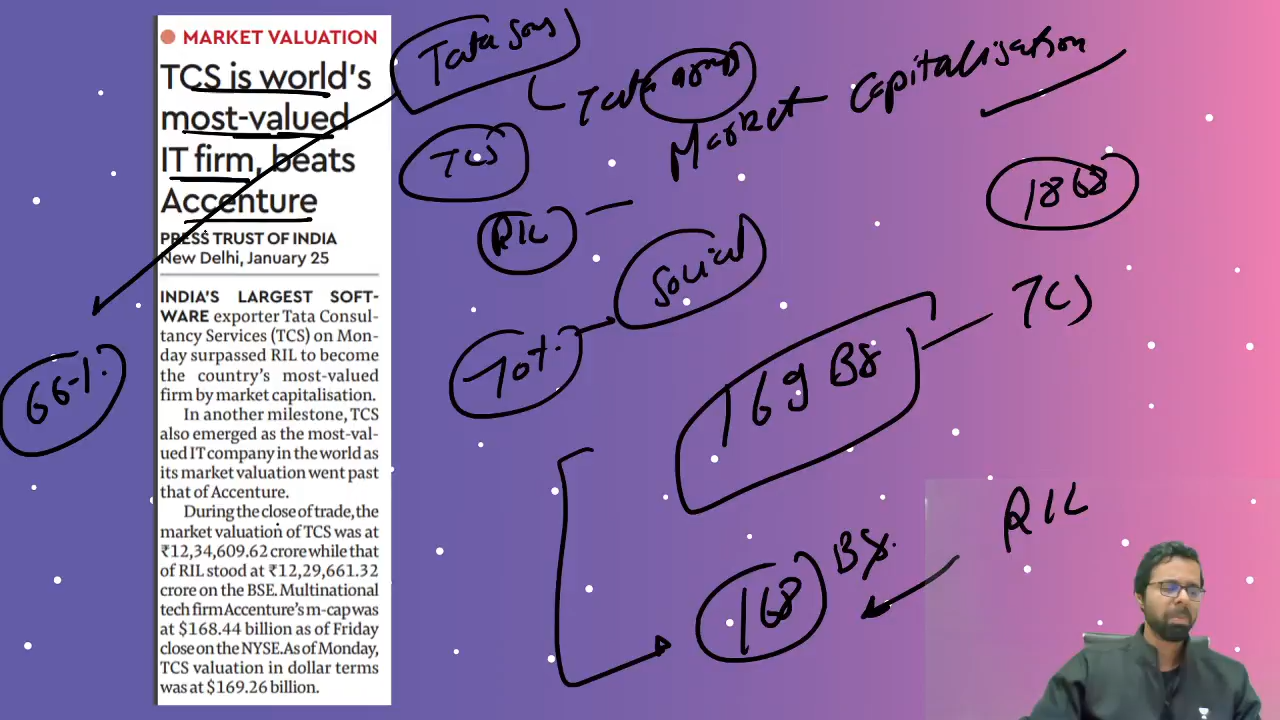 MARKET VALUATION
TCS is world's
most-valued
IT firm, beats
Accenture
PRESS TRUST OF INDIA
New Delhi, January 25
INDIA'S LARGEST SOFT-
WARE exporter Tata Consul-
tancy Services (TCS) on Mon-
day surpassed RIL to become
the country's most-valued
firm by market capitalisation.
In another milestone, TCS
also emerged as the most-val-
ued IT company in the world as
its market valuation went past
that of Accenture.
During the close of trade, the
market valuation of TCS was at
₹12,34,609.62 crore while that
of RIL stood at ₹12,29,661.32
crore on the BSE. Multinational
tech firm Accenture's m-cap was
at $168.44 billion as of Friday
close on the NYSE. As of Monday,
TCS valuation in dollar terms
was at $169.26 billion.
Tata Sons
Tata group
Market Capitalisation
TCS
1868
RIL
Social
TCS
Tot.
169 B$
66%
RIL
168 B$.